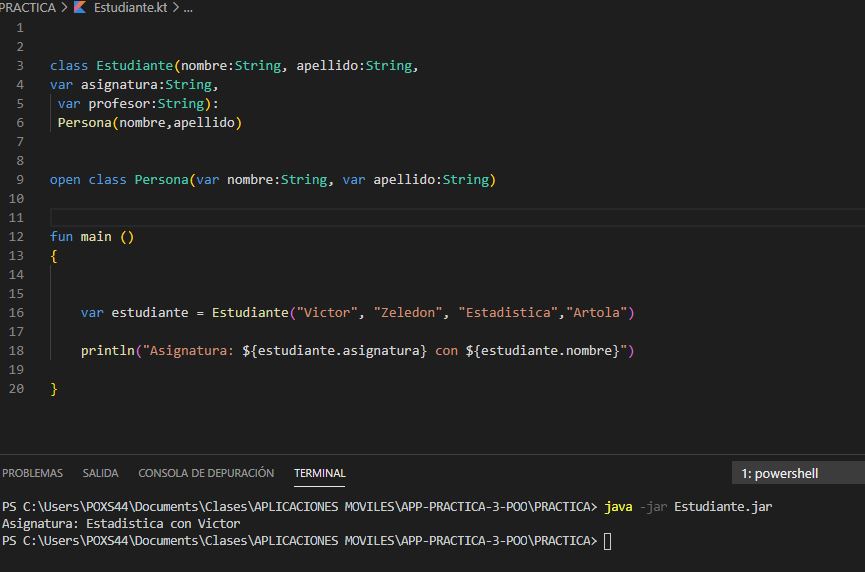 PRACTICA > Estudiante.kt > ...
1
2
3 class Estudiante(nombre:String, apellido:String,
4 var asignatura:String,
5 var profesor:String):
6 Persona(nombre,apellido)
7
8
9 open class Persona(var nombre:String, var apellido:String)
10
11
12 fun main ()
13 {
14
15
16 var estudiante = Estudiante("Victor", "Zeledon", "Estadistica","Artola")
17
18 println("Asignatura: ${estudiante.asignatura} con ${estudiante.nombre}")
19
20 }
PROBLEMAS SALIDA CONSOLA DE DEPURACIÓN TERMINAL 1: powershell
PS C:\Users\POXS44\Documents\Clases\APLICACIONES MOVILES\APP-PRACTICA-3-POO\PRACTICA> java -jar Estudiante.jar
Asignatura: Estadistica con Victor
PS C:\Users\POXS44\Documents\Clases\APLICACIONES MOVILES\APP-PRACTICA-3-POO\PRACTICA>